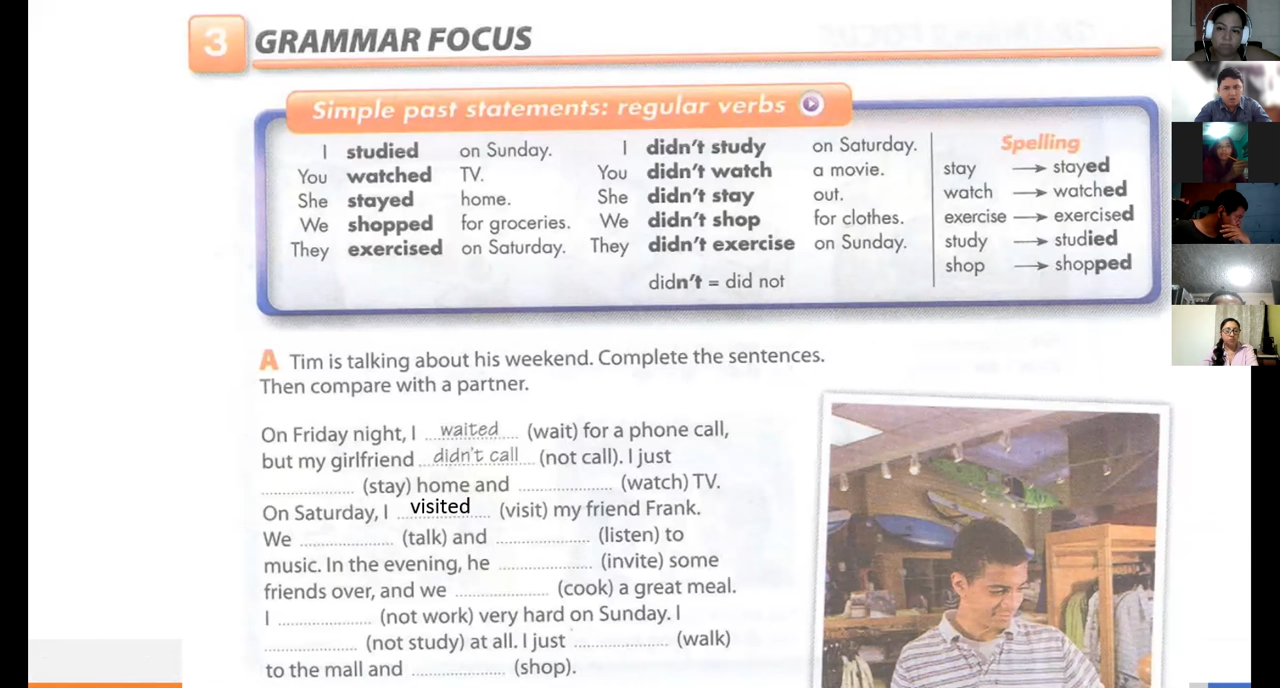 3 GRAMMAR FOCUS
Simple past statements: regular verbs
I studied on Sunday. I didn't study on Saturday. Spelling
You watched TV. You didn't watch a movie. stay → stayed
She stayed home. She didn't stay out. watch → watched
We shopped for groceries. We didn't shop for clothes. exercise → exercised
They exercised on Saturday. They didn't exercise on Sunday. study → studied
shop → shopped
didn't = did not
A Tim is talking about his weekend. Complete the sentences.
Then compare with a partner.
On Friday night, I waited (wait) for a phone call,
but my girlfriend didn't call (not call). I just
(stay) home and (watch) TV.
On Saturday, I visited (visit) my friend Frank.
We (talk) and (listen) to
music. In the evening, he (invite) some
friends over, and we (cook) a great meal.
I (not work) very hard on Sunday. I
(not study) at all. I just (walk)
to the mall and (shop).